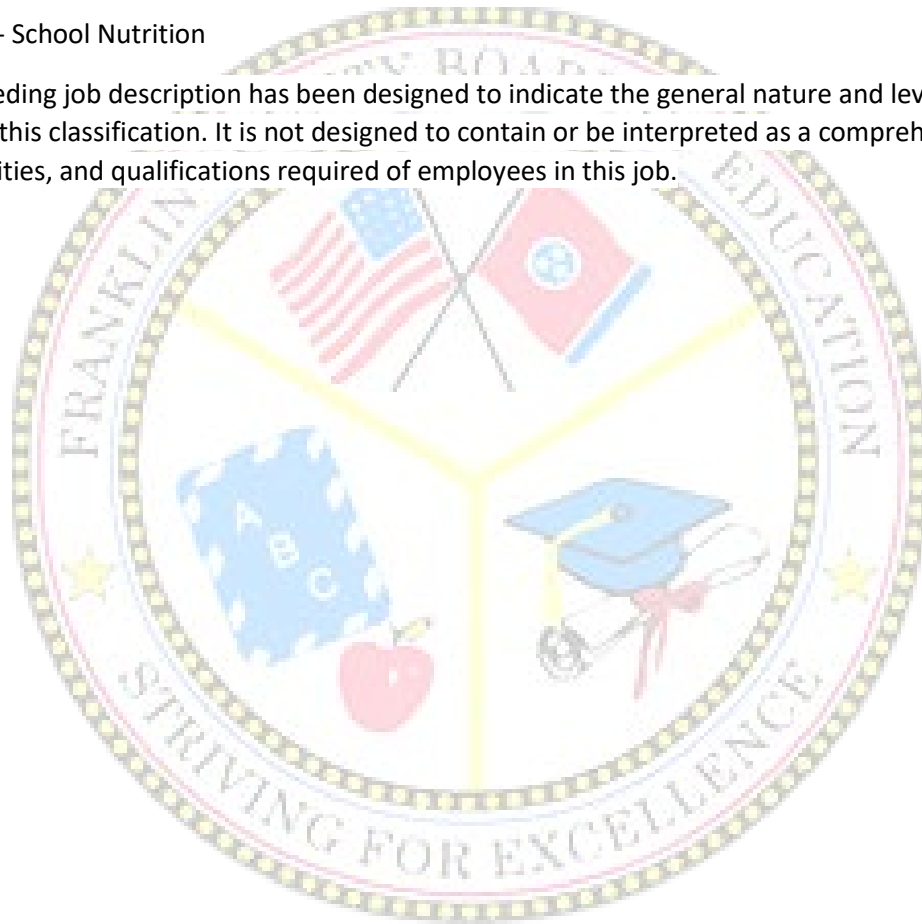 - School Nutrition
eding job description has been designed to indicate the general nature and lev
this classification. It is not designed to contain or be interpreted as a compreh
ities, and qualifications required of employees in this job.
FRANKLIN TY BOARD EDUCATION
A
B
C
STRIVING FOR EXCELLENCE